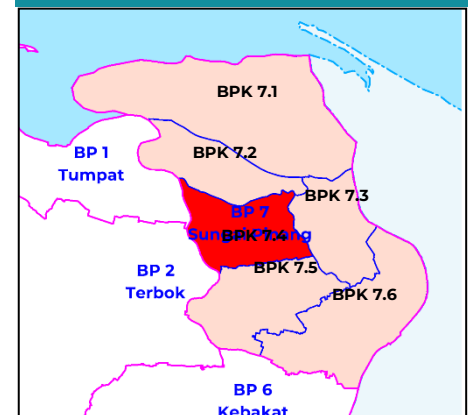 BPK 7.1
BP 1
Tumpat
BPK 7.2
BPK 7.3
BP 7
BPK 7.4
BP 2
Terbok
BPK 7.5
BPK 7.6
BP 6
Kebakat